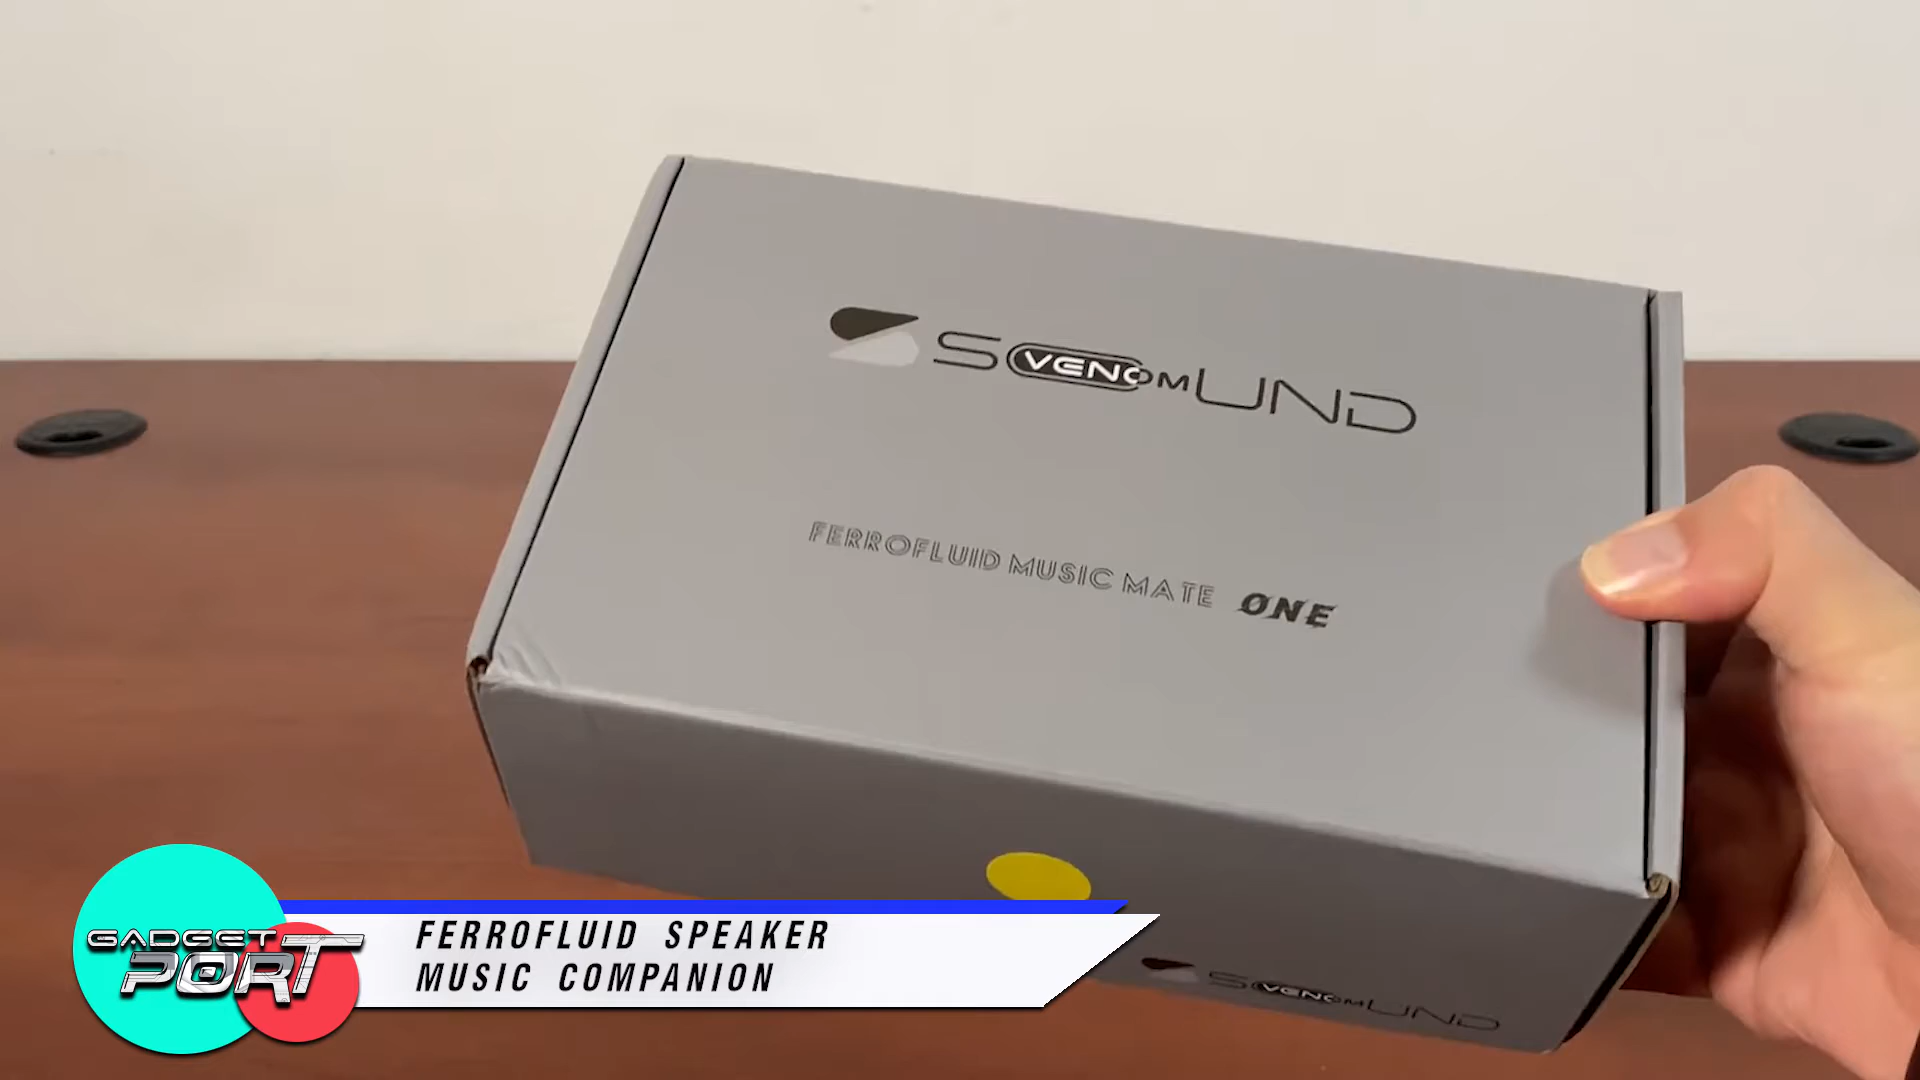 SVENOMUND
FERROFLUID MUSIC MATE ONE
SVENOMUND
GADGET
PORT
FERROFLUID SPEAKER
MUSIC COMPANION